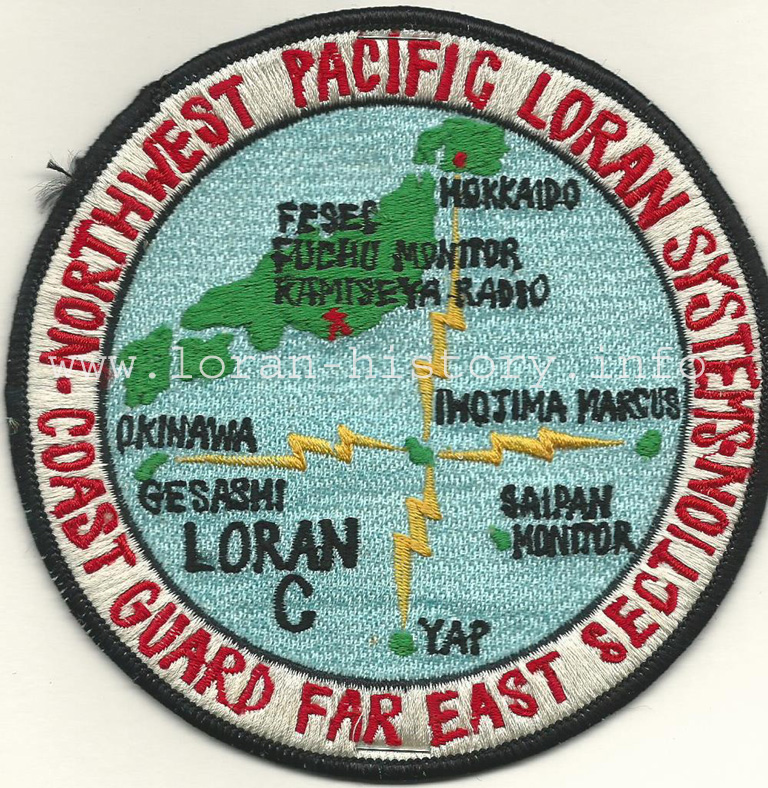 NORTHWEST PACIFIC LORAN SYSTEMS·
COAST GUARD FAR EAST SECTION·
HOKKAIDO
FESEC
FUCHU MONITOR
KAMISEYA RADIO
www.loran-history.info
IWOJIMA MARCUS
OKINAWA
GESASHI
SAIPAN
MONITOR
LORAN
C
YAP